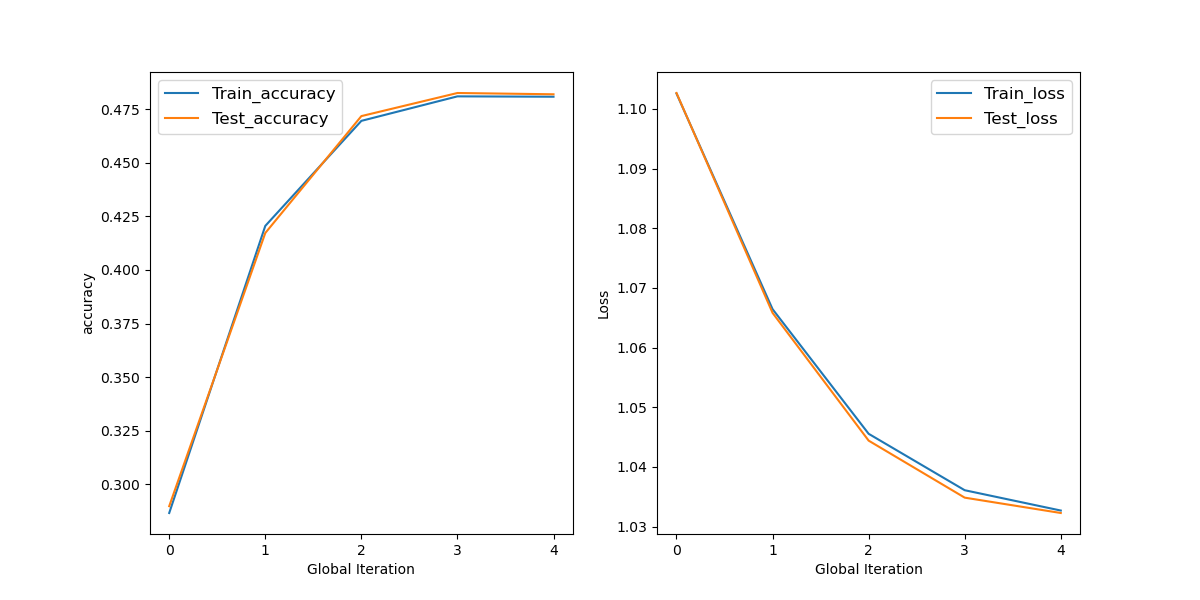 Train_accuracy
Test_accuracy
0.475
0.450
0.425
0.400
0.375
0.350
0.325
0.300
accuracy
0 1 2 3 4
Global Iteration
Train_loss
Test_loss
1.10
1.09
1.08
1.07
1.06
1.05
1.04
1.03
Loss
0 1 2 3 4
Global Iteration